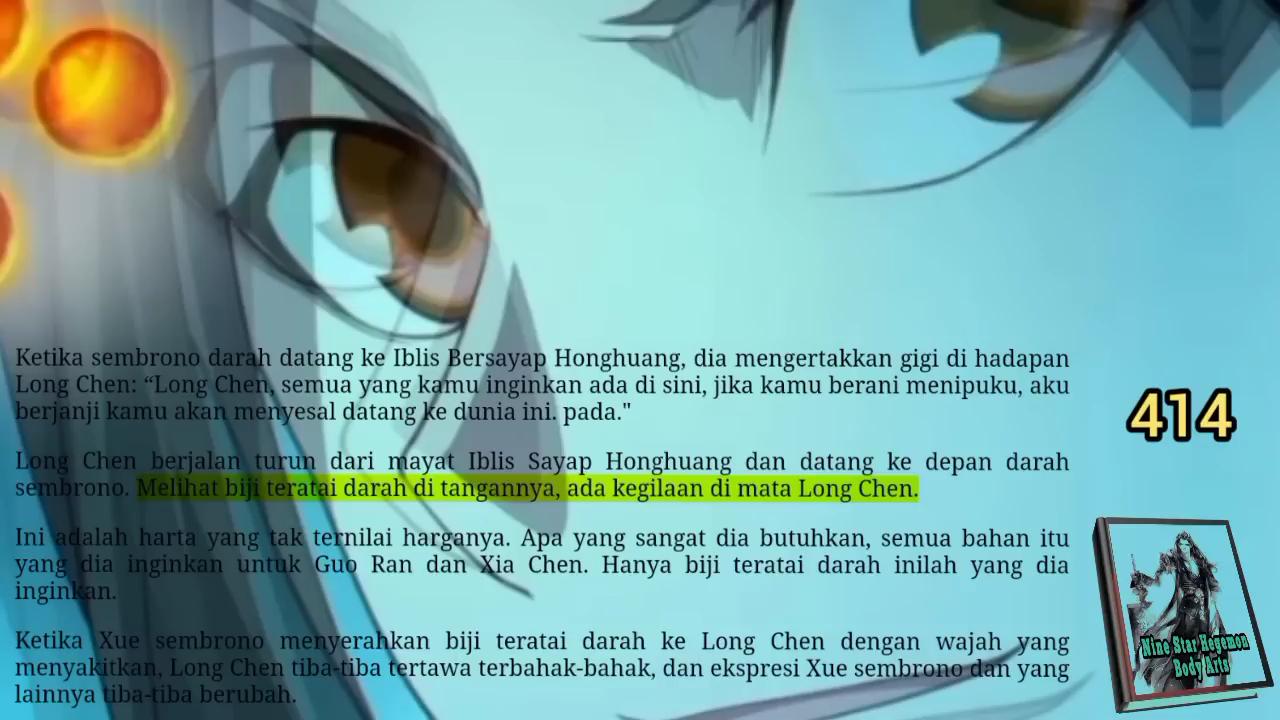 Ketika sembrono darah datang ke Iblis Bersayap Honghuang, dia mengertakkan gigi di hadapan
Long Chen: “Long Chen, semua yang kamu inginkan ada di sini, jika kamu berani menipuku, aku
berjanji kamu akan menyesal datang ke dunia ini. pada."
Long Chen berjalan turun dari mayat Iblis Sayap Honghuang dan datang ke depan darah
sembrono. Melihat biji teratai darah di tangannya, ada kegilaan di mata Long Chen.
Ini adalah harta yang tak ternilai harganya. Apa yang sangat dia butuhkan, semua bahan itu
yang dia inginkan untuk Guo Ran dan Xia Chen. Hanya biji teratai darah inilah yang dia
inginkan.
Ketika Xue sembrono menyerahkan biji teratai darah ke Long Chen dengan wajah yang
menyakitkan, Long Chen tiba-tiba tertawa terbahak-bahak, dan ekspresi Xue sembrono dan yang
lainnya tiba-tiba berubah.
414
Nine Star Hegemon
Body Arts